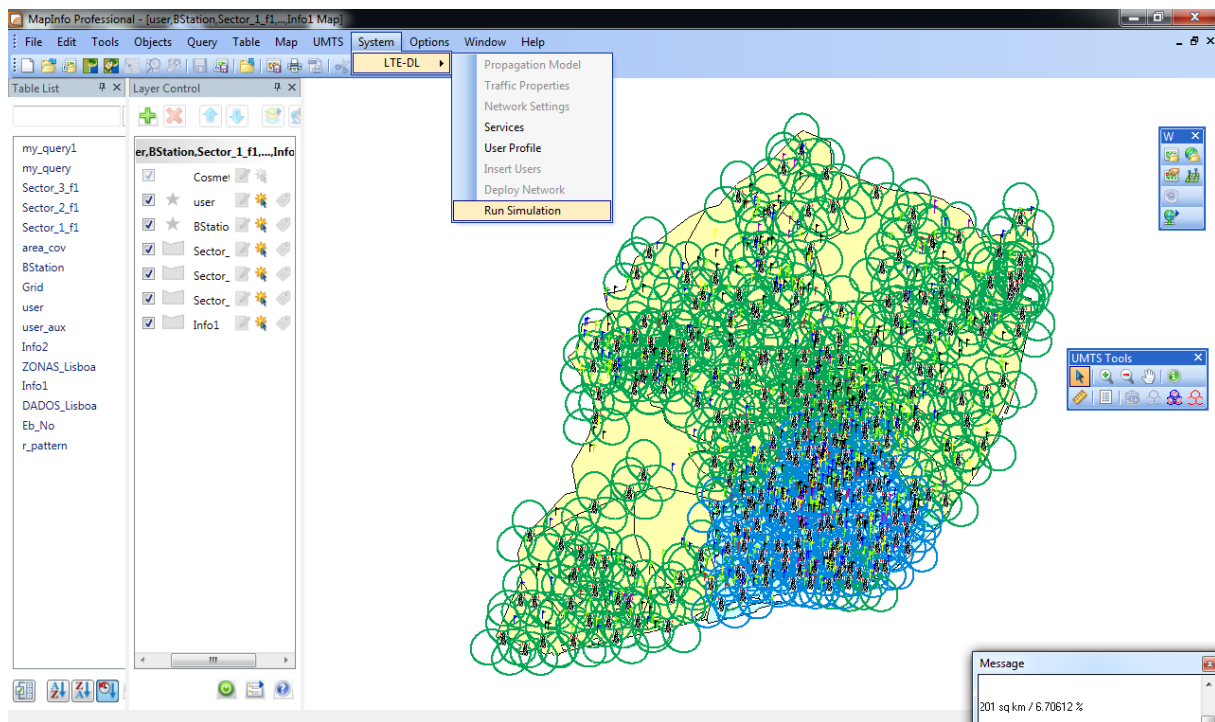 MapInfo Professional - [user,BStation,Sector_1_f1,...,Info1 Map]
File Edit Tools Objects Query Table Map UMTS System Options Window Help
LTE-DL
Propagation Model
Traffic Properties
Network Settings
Services
User Profile
Insert Users
Deploy Network
Run Simulation
Table List
my_query1
my_query
Sector_3_f1
Sector_2_f1
Sector_1_f1
area_cov
BStation
Grid
user
user_aux
Info2
ZONAS_Lisboa
Info1
DADOS_Lisboa
Eb_No
r_pattern
Layer Control
er,BStation,Sector_1_f1,...,Info
Cosme
user
BStatio
Sector_
Sector_
Sector_
Info1
W
UMTS Tools
Message
201 sq km / 6.70612 %